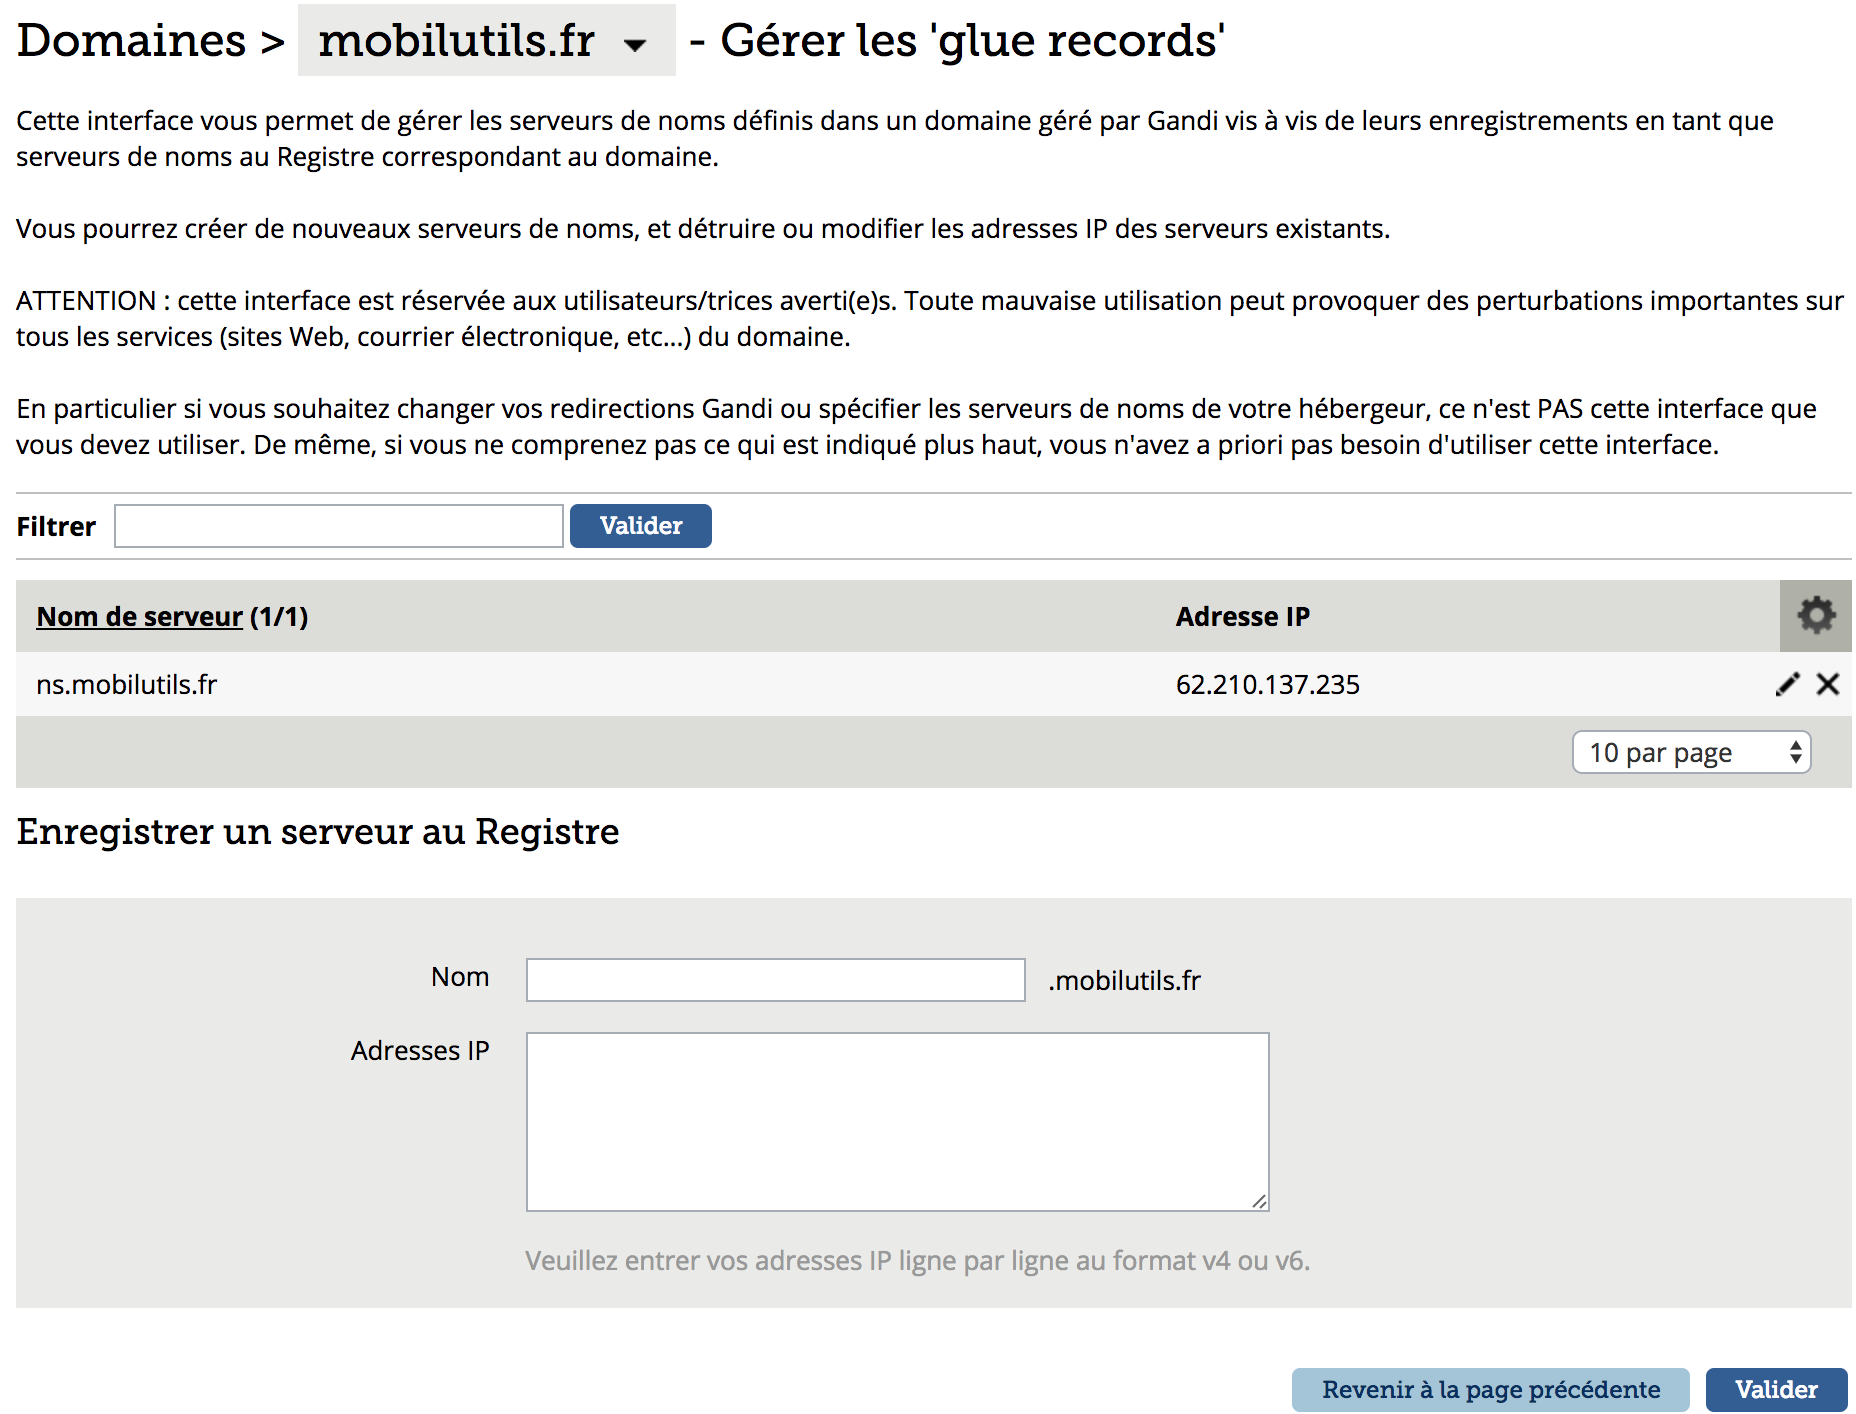 Domaines > mobilutils.fr - Gérer les 'glue records'
Cette interface vous permet de gérer les serveurs de noms définis dans un domaine géré par Gandi vis à vis de leurs enregistrements en tant que
serveurs de noms au Registre correspondant au domaine.
Vous pourrez créer de nouveaux serveurs de noms, et détruire ou modifier les adresses IP des serveurs existants.
ATTENTION : cette interface est réservée aux utilisateurs/trices averti(e)s. Toute mauvaise utilisation peut provoquer des perturbations importantes sur
tous les services (sites Web, courrier électronique, etc...) du domaine.
En particulier si vous souhaitez changer vos redirections Gandi ou spécifier les serveurs de noms de votre hébergeur, ce n'est PAS cette interface que
vous devez utiliser. De même, si vous ne comprenez pas ce qui est indiqué plus haut, vous n'avez a priori pas besoin d'utiliser cette interface.
Filtrer Valider
Nom de serveur (1/1) Adresse IP
ns.mobilutils.fr 62.210.137.235
10 par page
Enregistrer un serveur au Registre
Nom .mobilutils.fr
Adresses IP
Veuillez entrer vos adresses IP ligne par ligne au format v4 ou v6.
Revenir à la page précédente Valider